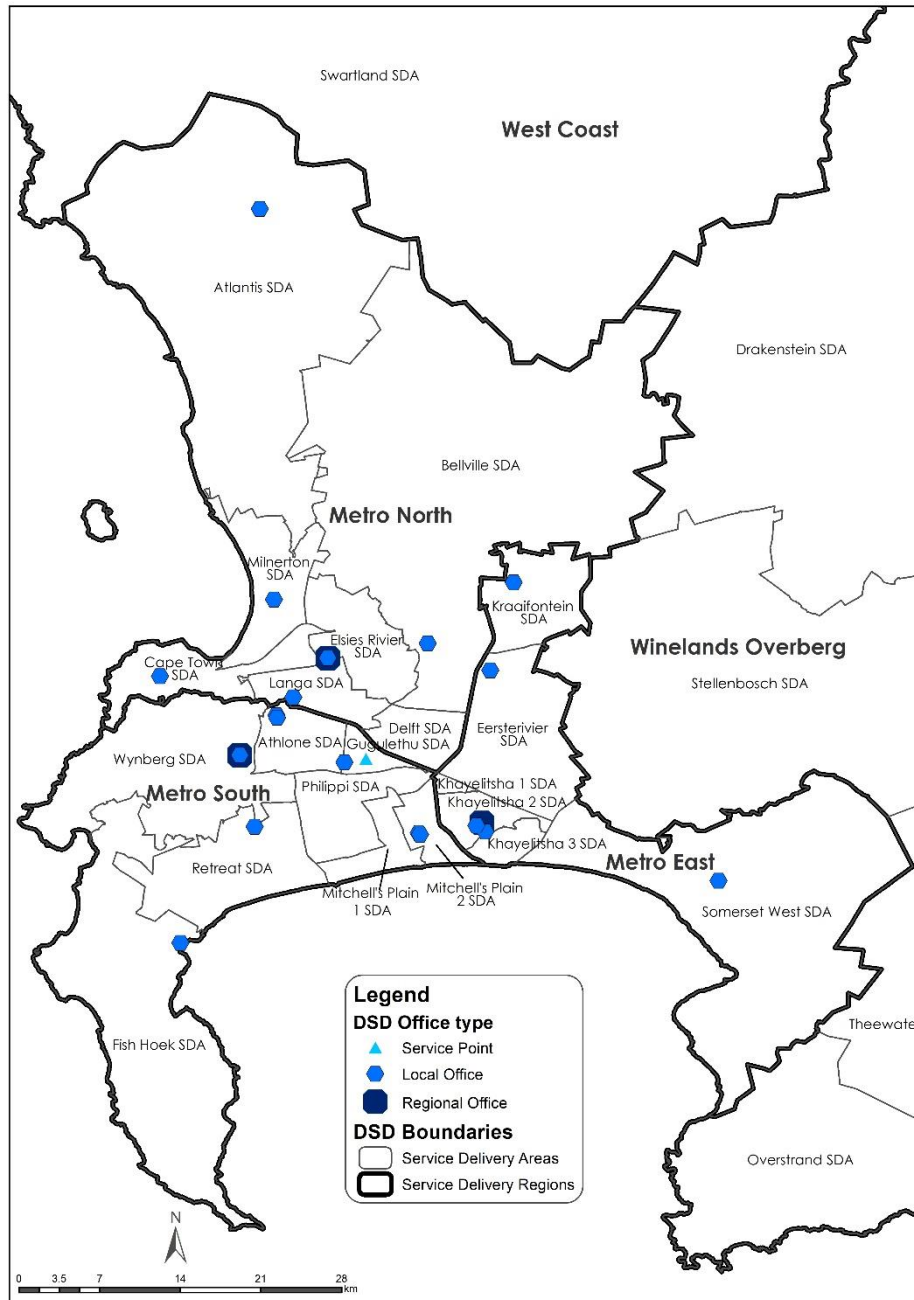 Swartland SDA
West Coast
Atlantis SDA
Drakenstein SDA
Bellville SDA
Metro North
Milnerton
SDA
Kraaifontein
SDA
Elsies Rivier
SDA
Winelands Overberg
Cape Town
SDA
Langa SDA
Stellenbosch SDA
Delft SDA
Eersterivier
SDA
Athlone SDA
Gugulethu SDA
Wynberg SDA
Philippi SDA
Khayelitsha 1 SDA
Metro South
Khayelitsha 2 SDA
Khayelitsha 3 SDA
Retreat SDA
Metro East
Mitchell's Plain
1 SDA
Mitchell's Plain
2 SDA
Somerset West SDA
Fish Hoek SDA
Theewate
Overstrand SDA
Legend
DSD Office type
Service Point
Local Office
Regional Office
DSD Boundaries
Service Delivery Areas
Service Delivery Regions
N
0 3.5 7 14 21 28
km